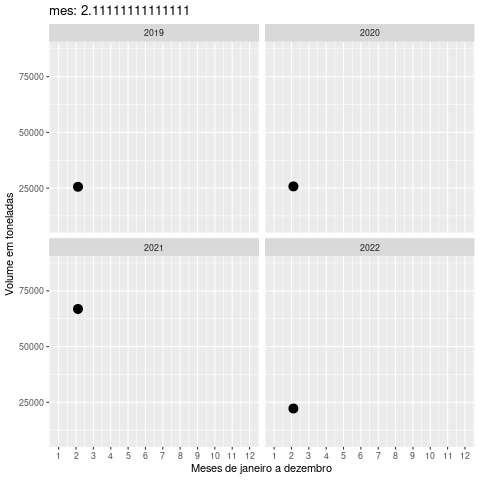 mes: 2.11111111111111
2019
2020
75000
50000
25000
Volume em toneladas
2021
2022
75000
50000
25000
1 2 3 4 5 6 7 8 9 10 11 12
1 2 3 4 5 6 7 8 9 10 11 12
Meses de janeiro a dezembro